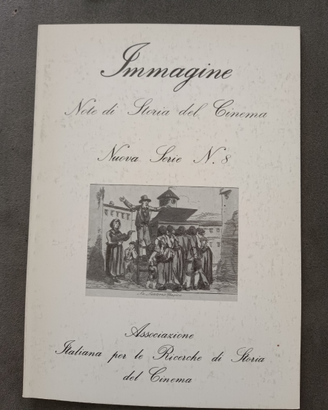 Immagine
Note di Storia del Cinema
Nuova Serie N. 8
Associazione
Italiana per le Ricerche di Storia
del Cinema